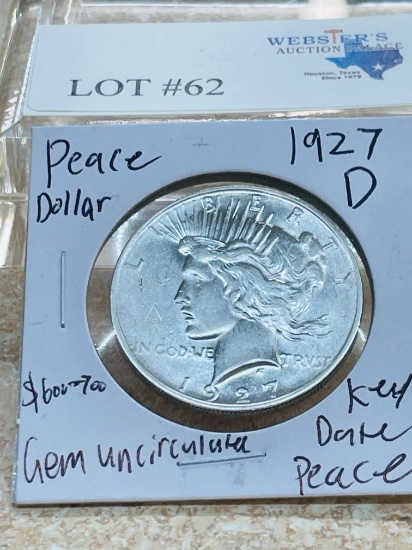 WEBSTER'S
AUCTION PALACE
Houston, Texas
Since 1979
LOT #62
Peace
Dollar
1927
D
LIBERTY
IN GOD WE TRUST
1927
$600-700
Gem uncirculated
Key
Date
Peace